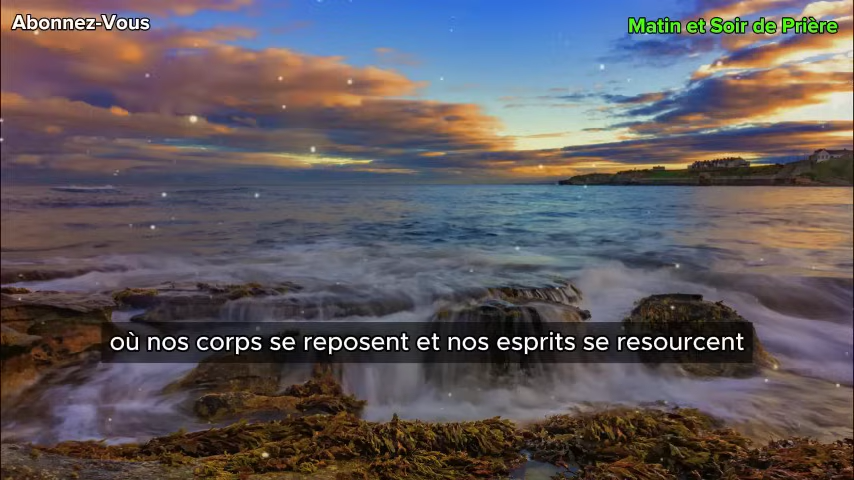 Abonnez-Vous
Matin et Soir de Prière
où nos corps se reposent et nos esprits se resourcent